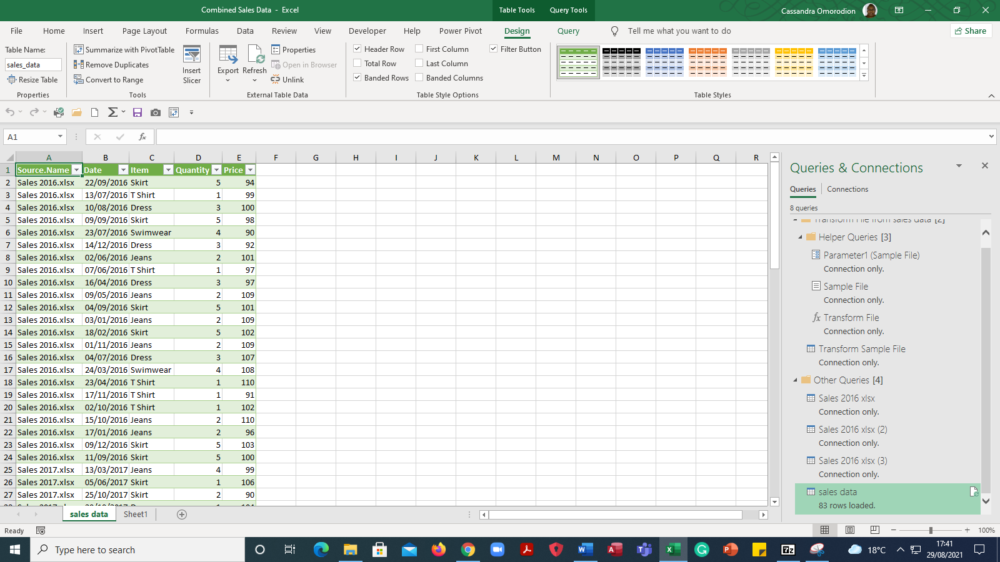 Combined Sales Data - Excel
Table Tools
Query Tools
Cassandra Omorodion
File
Home
Insert
Page Layout
Formulas
Data
Review
View
Developer
Help
Power Pivot
Design
Query
Tell me what you want to do
Share
Table Name:
sales_data
Resize Table
Properties
Summarize with PivotTable
Remove Duplicates
Convert to Range
Insert
Slicer
Tools
Export
Refresh
Properties
Open in Browser
Unlink
External Table Data
Header Row
First Column
Filter Button
Total Row
Last Column
Banded Rows
Banded Columns
Table Style Options
Table Styles
A1
fx
A B C D E F G H I J K L M N O P Q R
1 Source.Name Date Item Quantity Price
2 Sales 2016.xlsx 22/09/2016 Skirt 5 94
3 Sales 2016.xlsx 13/07/2016 T Shirt 1 99
4 Sales 2016.xlsx 10/08/2016 Dress 3 100
5 Sales 2016.xlsx 09/09/2016 Skirt 5 98
6 Sales 2016.xlsx 23/07/2016 Swimwear 4 90
7 Sales 2016.xlsx 14/12/2016 Dress 3 92
8 Sales 2016.xlsx 02/06/2016 Jeans 2 101
9 Sales 2016.xlsx 07/06/2016 T Shirt 1 97
10 Sales 2016.xlsx 16/04/2016 Dress 3 97
11 Sales 2016.xlsx 09/05/2016 Jeans 2 109
12 Sales 2016.xlsx 04/09/2016 Skirt 5 101
13 Sales 2016.xlsx 03/01/2016 Jeans 2 109
14 Sales 2016.xlsx 18/02/2016 Skirt 5 102
15 Sales 2016.xlsx 01/11/2016 Jeans 2 109
16 Sales 2016.xlsx 04/07/2016 Dress 3 107
17 Sales 2016.xlsx 24/03/2016 Swimwear 4 108
18 Sales 2016.xlsx 23/04/2016 T Shirt 1 110
19 Sales 2016.xlsx 17/11/2016 T Shirt 1 91
20 Sales 2016.xlsx 02/10/2016 T Shirt 1 102
21 Sales 2016.xlsx 15/10/2016 Jeans 2 110
22 Sales 2016.xlsx 17/01/2016 Jeans 2 96
23 Sales 2016.xlsx 09/12/2016 Skirt 5 103
24 Sales 2016.xlsx 11/09/2016 Skirt 5 100
25 Sales 2017.xlsx 13/03/2017 Jeans 4 99
26 Sales 2017.xlsx 05/06/2017 Skirt 1 106
27 Sales 2017.xlsx 25/10/2017 Skirt 2 90
Queries & Connections
Queries
Connections
8 queries
Transform File from sales data [2]
Helper Queries [3]
Parameter1 (Sample File)
Connection only.
Sample File
Connection only.
fx Transform File
Connection only.
Transform Sample File
Connection only.
Other Queries [4]
Sales 2016 xlsx
Connection only.
Sales 2016 xlsx (2)
Connection only.
Sales 2016 xlsx (3)
Connection only.
sales data
83 rows loaded.
sales data
Sheet1
Ready
100%
Type here to search
18°C
17:41
29/08/2021